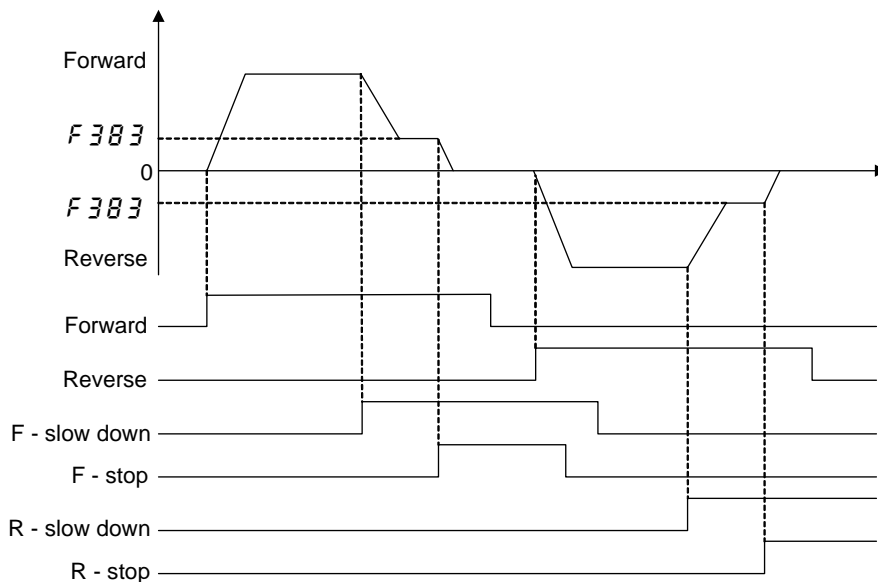 Forward
F383
0
F383
Reverse
Forward
Reverse
F - slow down
F - stop
R - slow down
R - stop